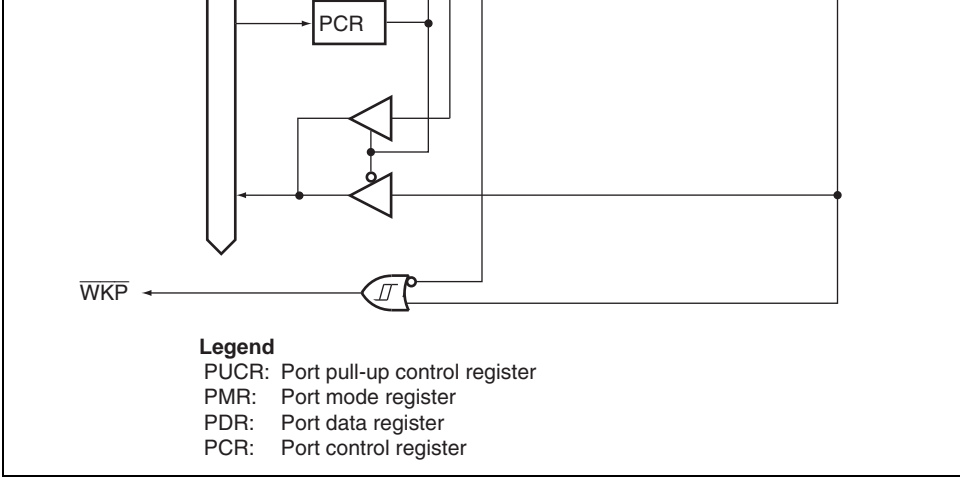 PCR
WKP
Legend
PUCR: Port pull-up control register
PMR: Port mode register
PDR: Port data register
PCR: Port control register